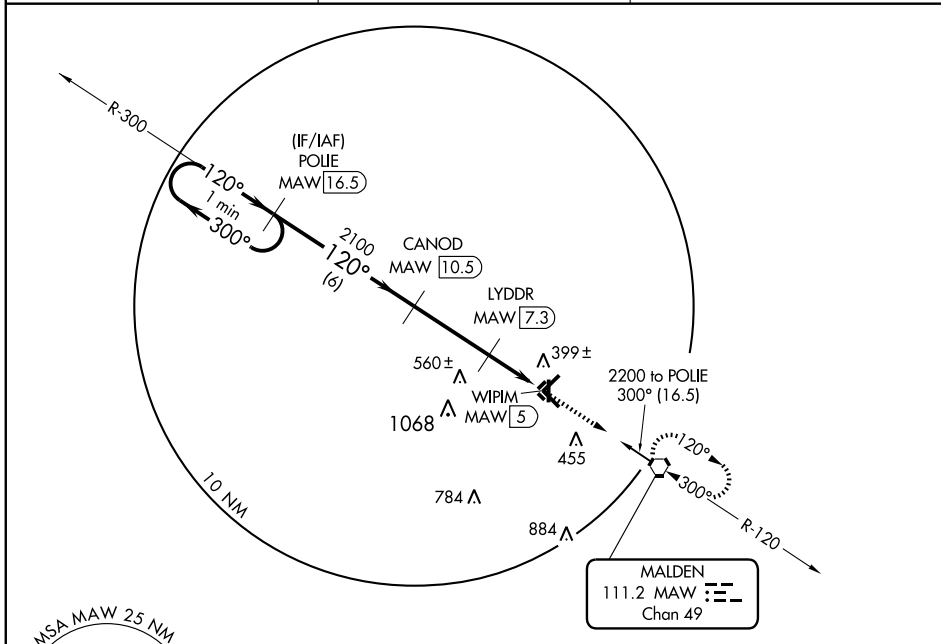 R-300
(IF/IAF)
POLIE
MAW 16.5
120°
1 min
300°
2100
120°
(6)
CANOD
MAW 10.5
LYDDR
MAW 7.3
399±
560±
WIPIM
MAW 5
1068
2200 to POLIE
300° (16.5)
455
120°
300°
784
10 NM
884
R-120
MALDEN
111.2 MAW
Chan 49
MSA MAW 25 NM